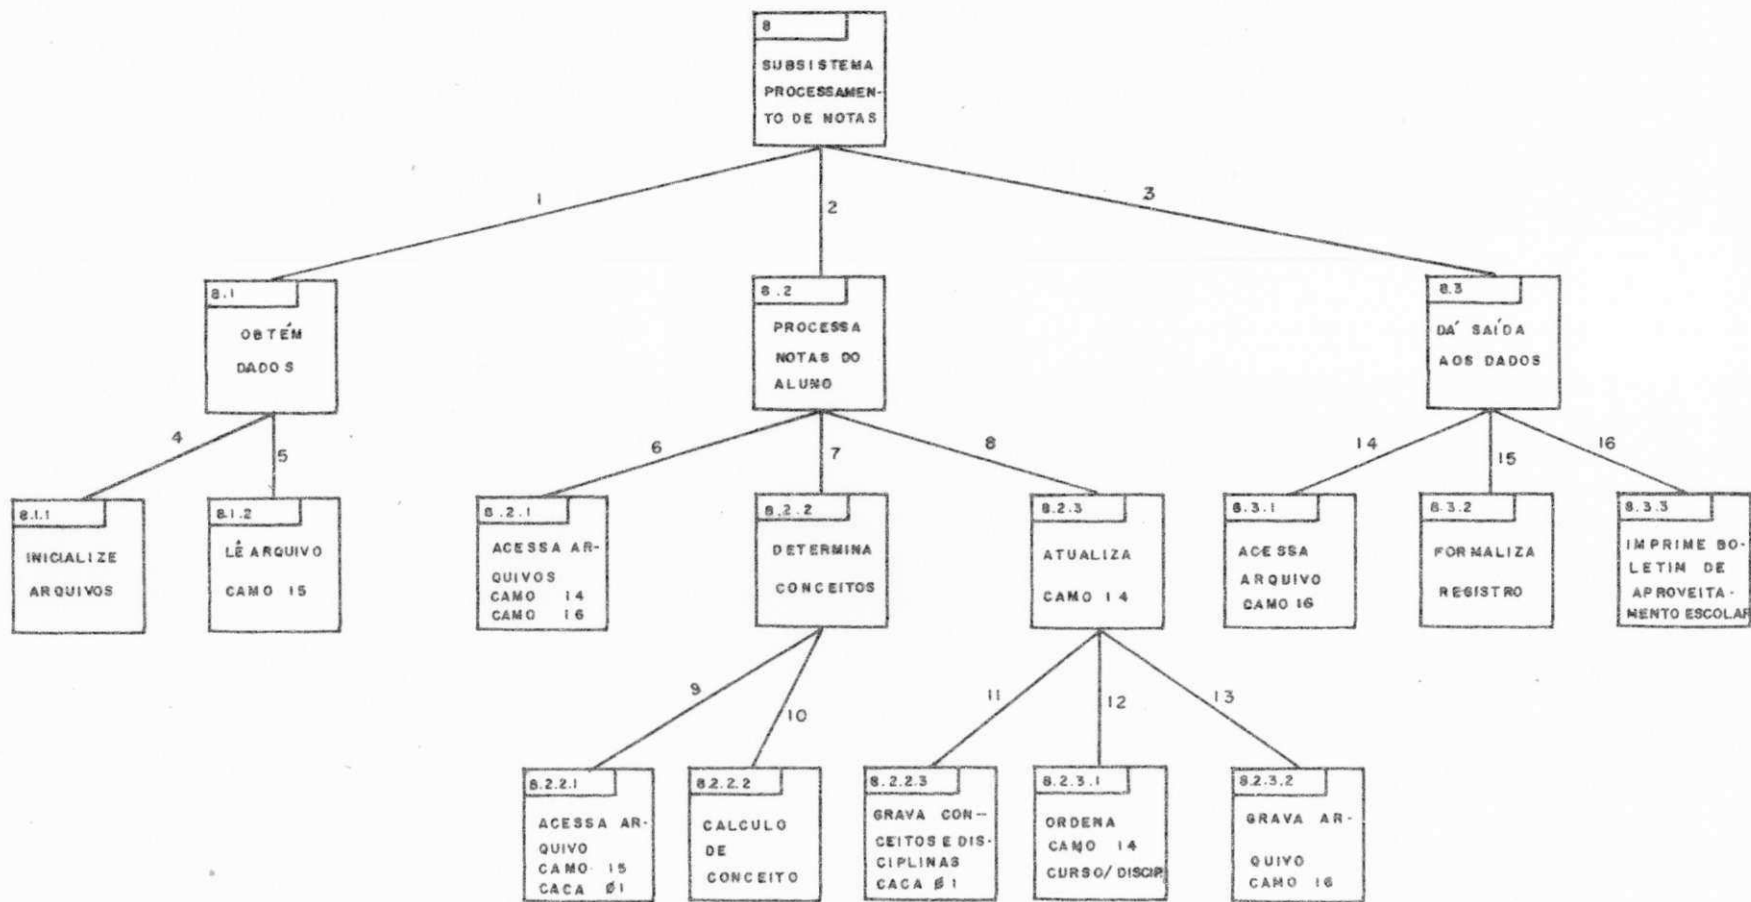 8
SUBSISTEMA
PROCESSAMEN-
TO DE NOTAS
1
2
3
8.1
OBTÉM
DADOS
8.2
PROCESSA
NOTAS DO
ALUNO
8.3
DÁ SAÍDA
AOS DADOS
4
5
6
7
8
14
15
16
8.1.1
INICIALIZE
ARQUIVOS
8.1.2
LÊ ARQUIVO
CAMO 15
8.2.1
ACESSA AR-
QUIVOS
CAMO 14
CAMO 16
8.2.2
DETERMINA
CONCEITOS
8.2.3
ATUALIZA
CAMO 14
8.3.1
ACESSA
ARQUIVO
CAMO 16
8.3.2
FORMALIZA
REGISTRO
8.3.3
IMPRIME BO-
LETIM DE
APROVEITA-
MENTO ESCOLAR
9
10
11
12
13
8.2.2.1
ACESSA AR-
QUIVO
CAMO 15
CACA Ø1
8.2.2.2
CALCULO
DE
CONCEITO
8.2.2.3
GRAVA CON-
CEITOS E DIS-
CIPLINAS
CACA Ø1
8.2.3.1
ORDENA
CAMO 14
CURSO/DISCIP.
8.2.3.2
GRAVA AR-
QUIVO
CAMO 16